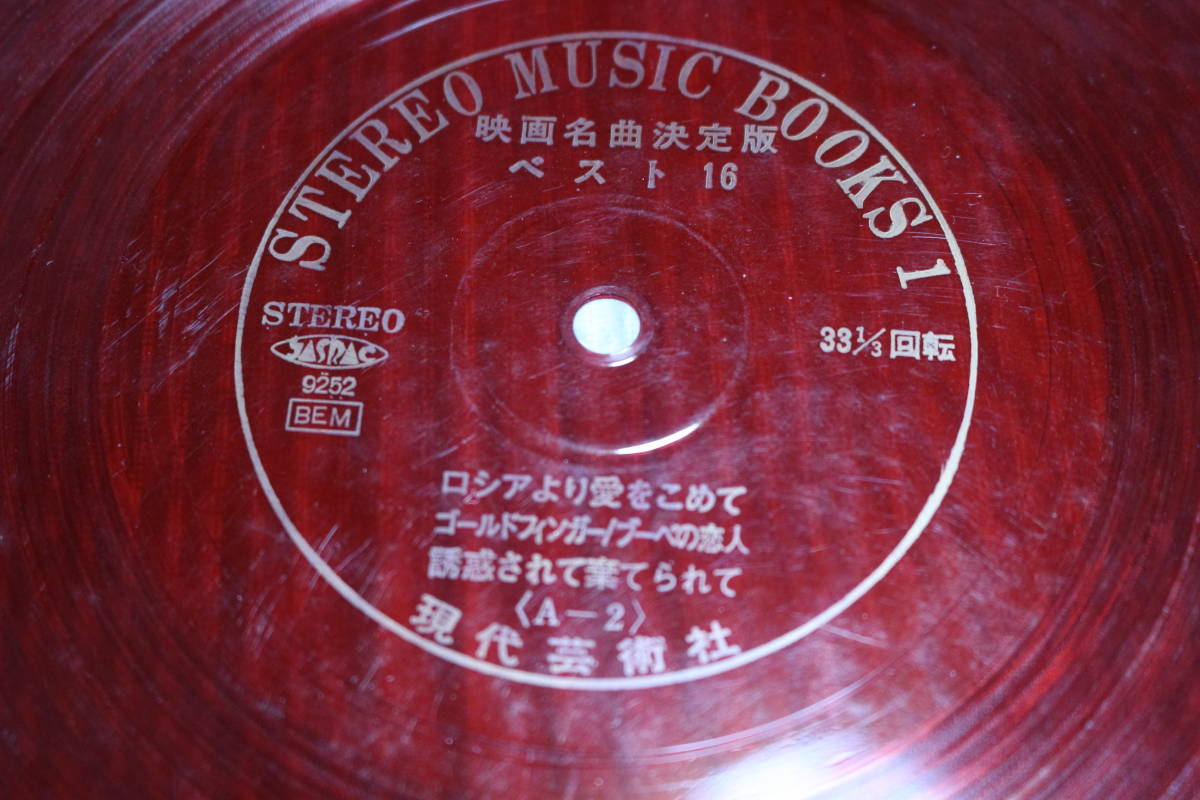 STEREO MUSIC BOOKS 1
映画名曲決定版
ベスト 16
STEREO
JASRAC
9252
BEM
33 1/3 回転
ロシアより愛をこめて
ゴールドフィンガー/ブーベの恋人
誘惑されて棄てられて
〈A-2〉
現代芸術社